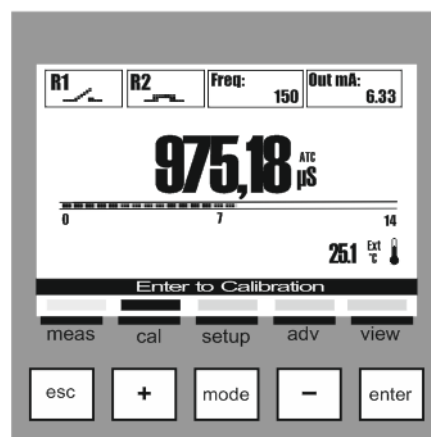 R1 R2 Freq: Out mA:
150 6.33
975,18 ATC µS
0 7 14
25.1 Ext °C
Enter to Calibration
meas cal setup adv view
esc + mode − enter